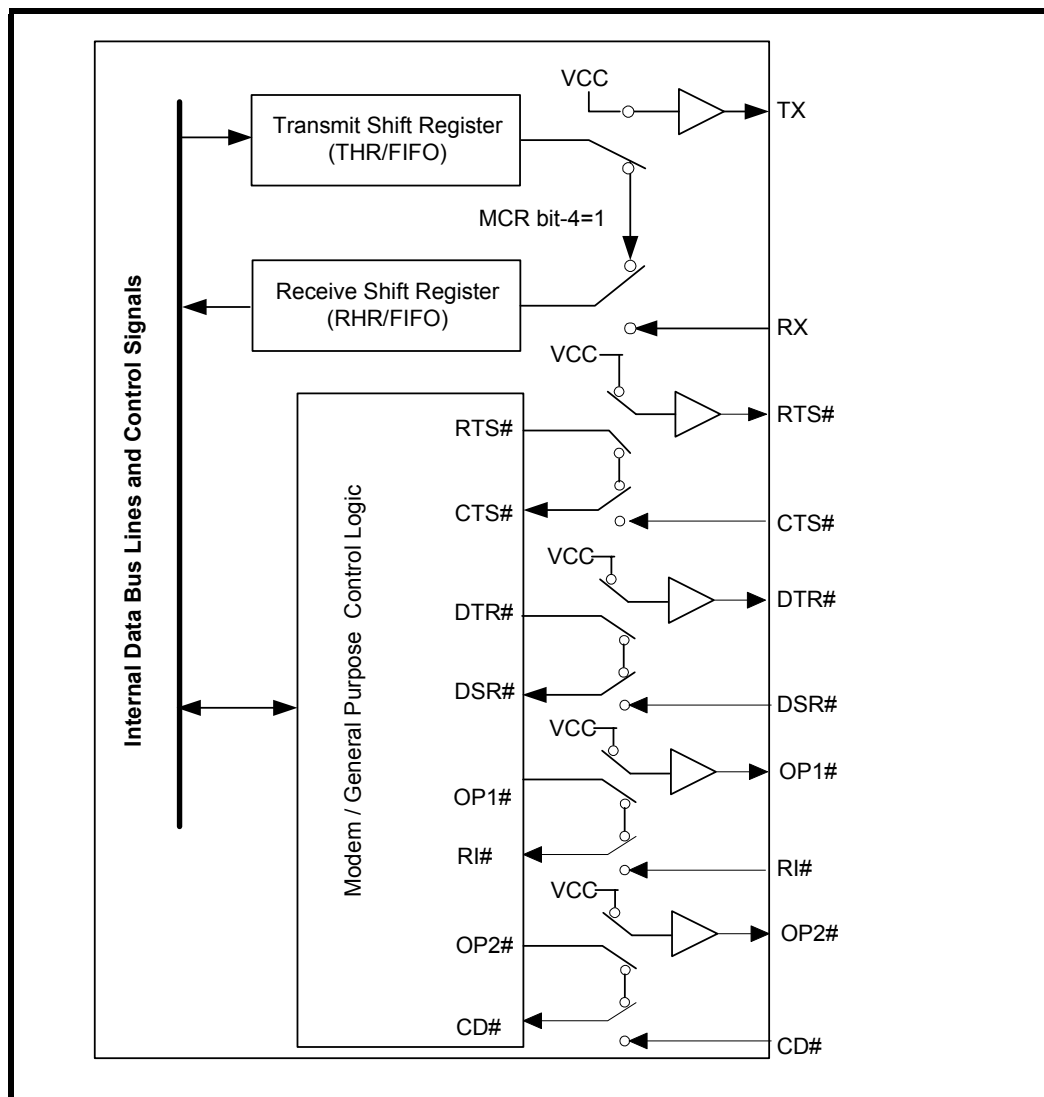 VCC
TX
Transmit Shift Register
(THR/FIFO)
MCR bit-4=1
Receive Shift Register
(RHR/FIFO)
RX
VCC
RTS#
RTS#
CTS#
CTS#
VCC
DTR#
DTR#
DSR#
DSR#
VCC
OP1#
OP1#
RI#
RI#
VCC
OP2#
OP2#
CD#
CD#
Internal Data Bus Lines and Control Signals
Modem / General Purpose Control Logic